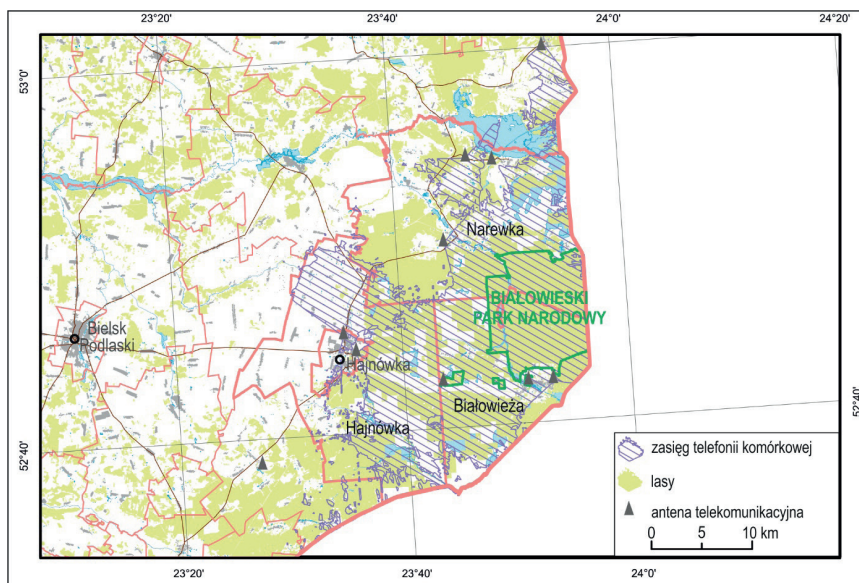 23°20'
23°40'
24°0'
24°20'
53°0'
Narewka
BIAŁOWIESKI
PARK NARODOWY
Bielsk
Podlaski
Hajnówka
Białowieża
Hajnówka
52°40'
52°40'
zasięg telefonii komórkowej
lasy
antena telekomunikacyjna
0 5 10 km
23°20'
23°40'
24°0'